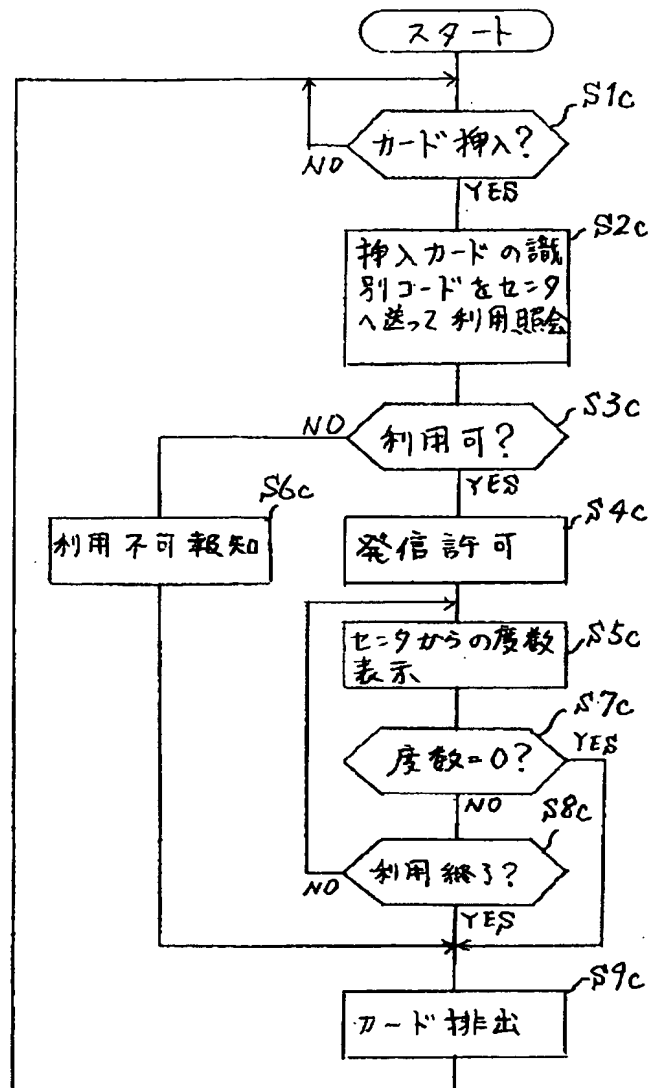 スタート
S1c
カード挿入?
NO
YES
S2c
挿入カードの識
別コードをセンタ
へ送って利用照会
S3c
NO
利用可?
YES
S6c
S4c
利用不可報知
発信許可
センタからの度数
表示
S5c
S7c
度数=0?
YES
NO
S8c
利用終了?
NO
YES
S9c
カード排出